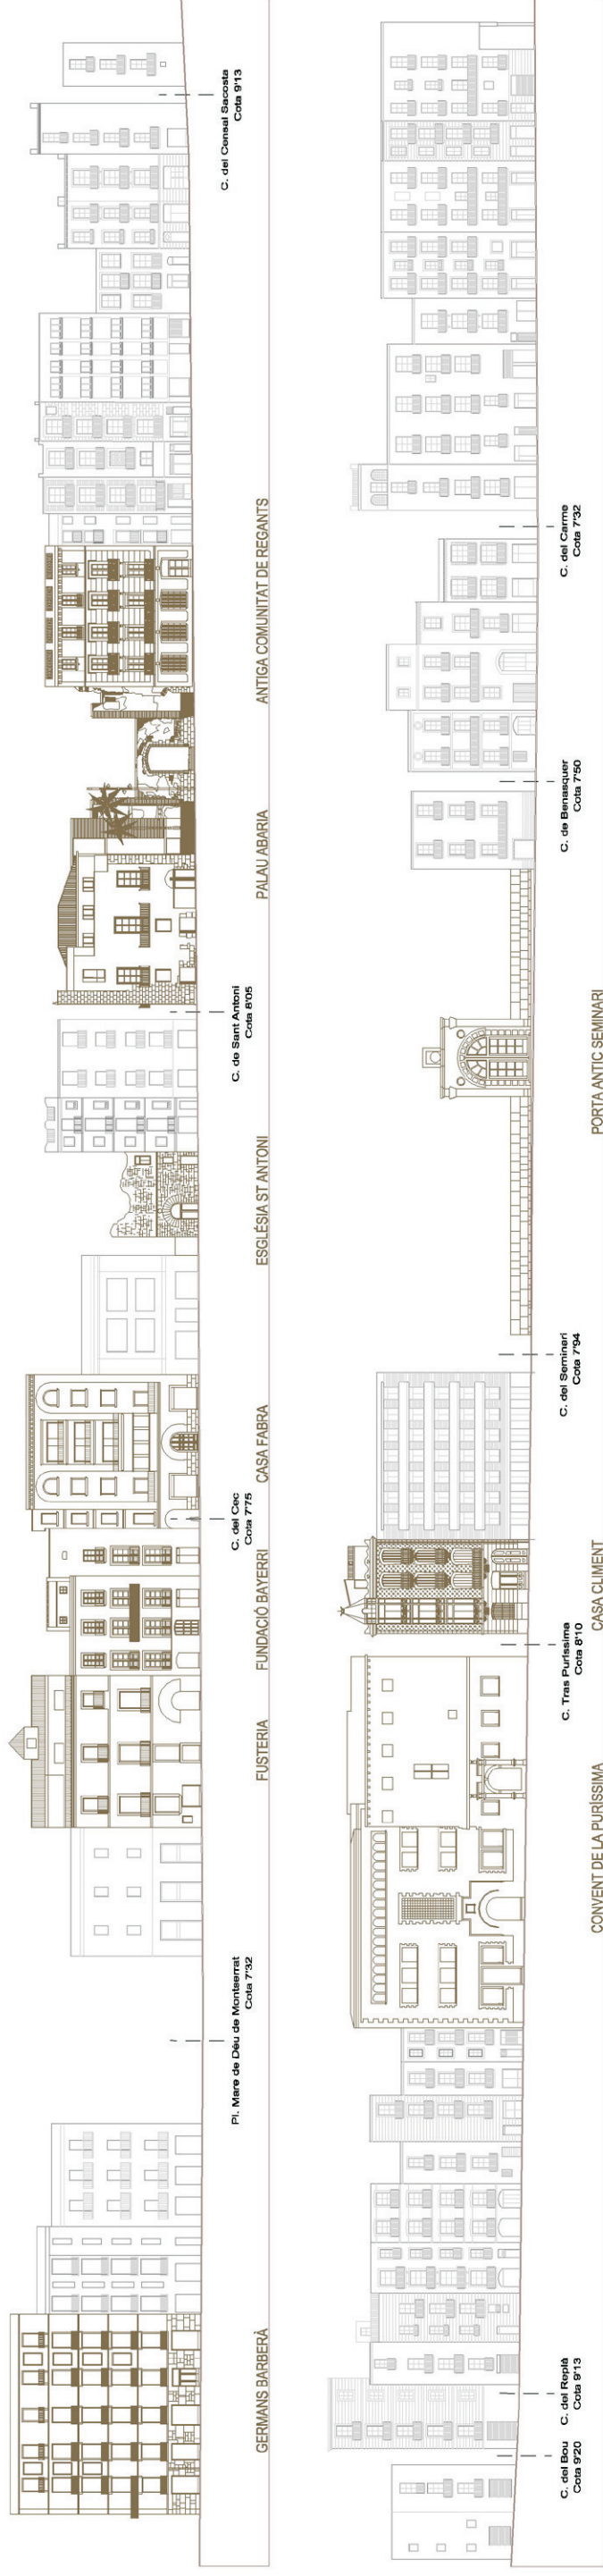 Pl. Mare de Déu de Montserrat
Cota 7'32
C. del Cec
Cota 7'75
C. de Sant Antoni
Cota 8'05
C. del Consal Sacosta
Cota 9'13
GERMANS BARBERÀ
FUSTERIA
FUNDACIÓ BAYERRI
CASA FABRA
ESGLÉSIA ST ANTONI
PALAU ABARIA
ANTIGA COMUNITAT DE REGANTS
C. del Bou
Cota 9'20
C. del Replà
Cota 9'13
C. Tras Puríssima
Cota 8'10
C. del Seminari
Cota 7'94
C. de Benasquer
Cota 7'50
C. del Carme
Cota 7'32
CONVENT DE LA PURÍSSIMA
CASA CLIMENT
PORTA ANTIC SEMINARI